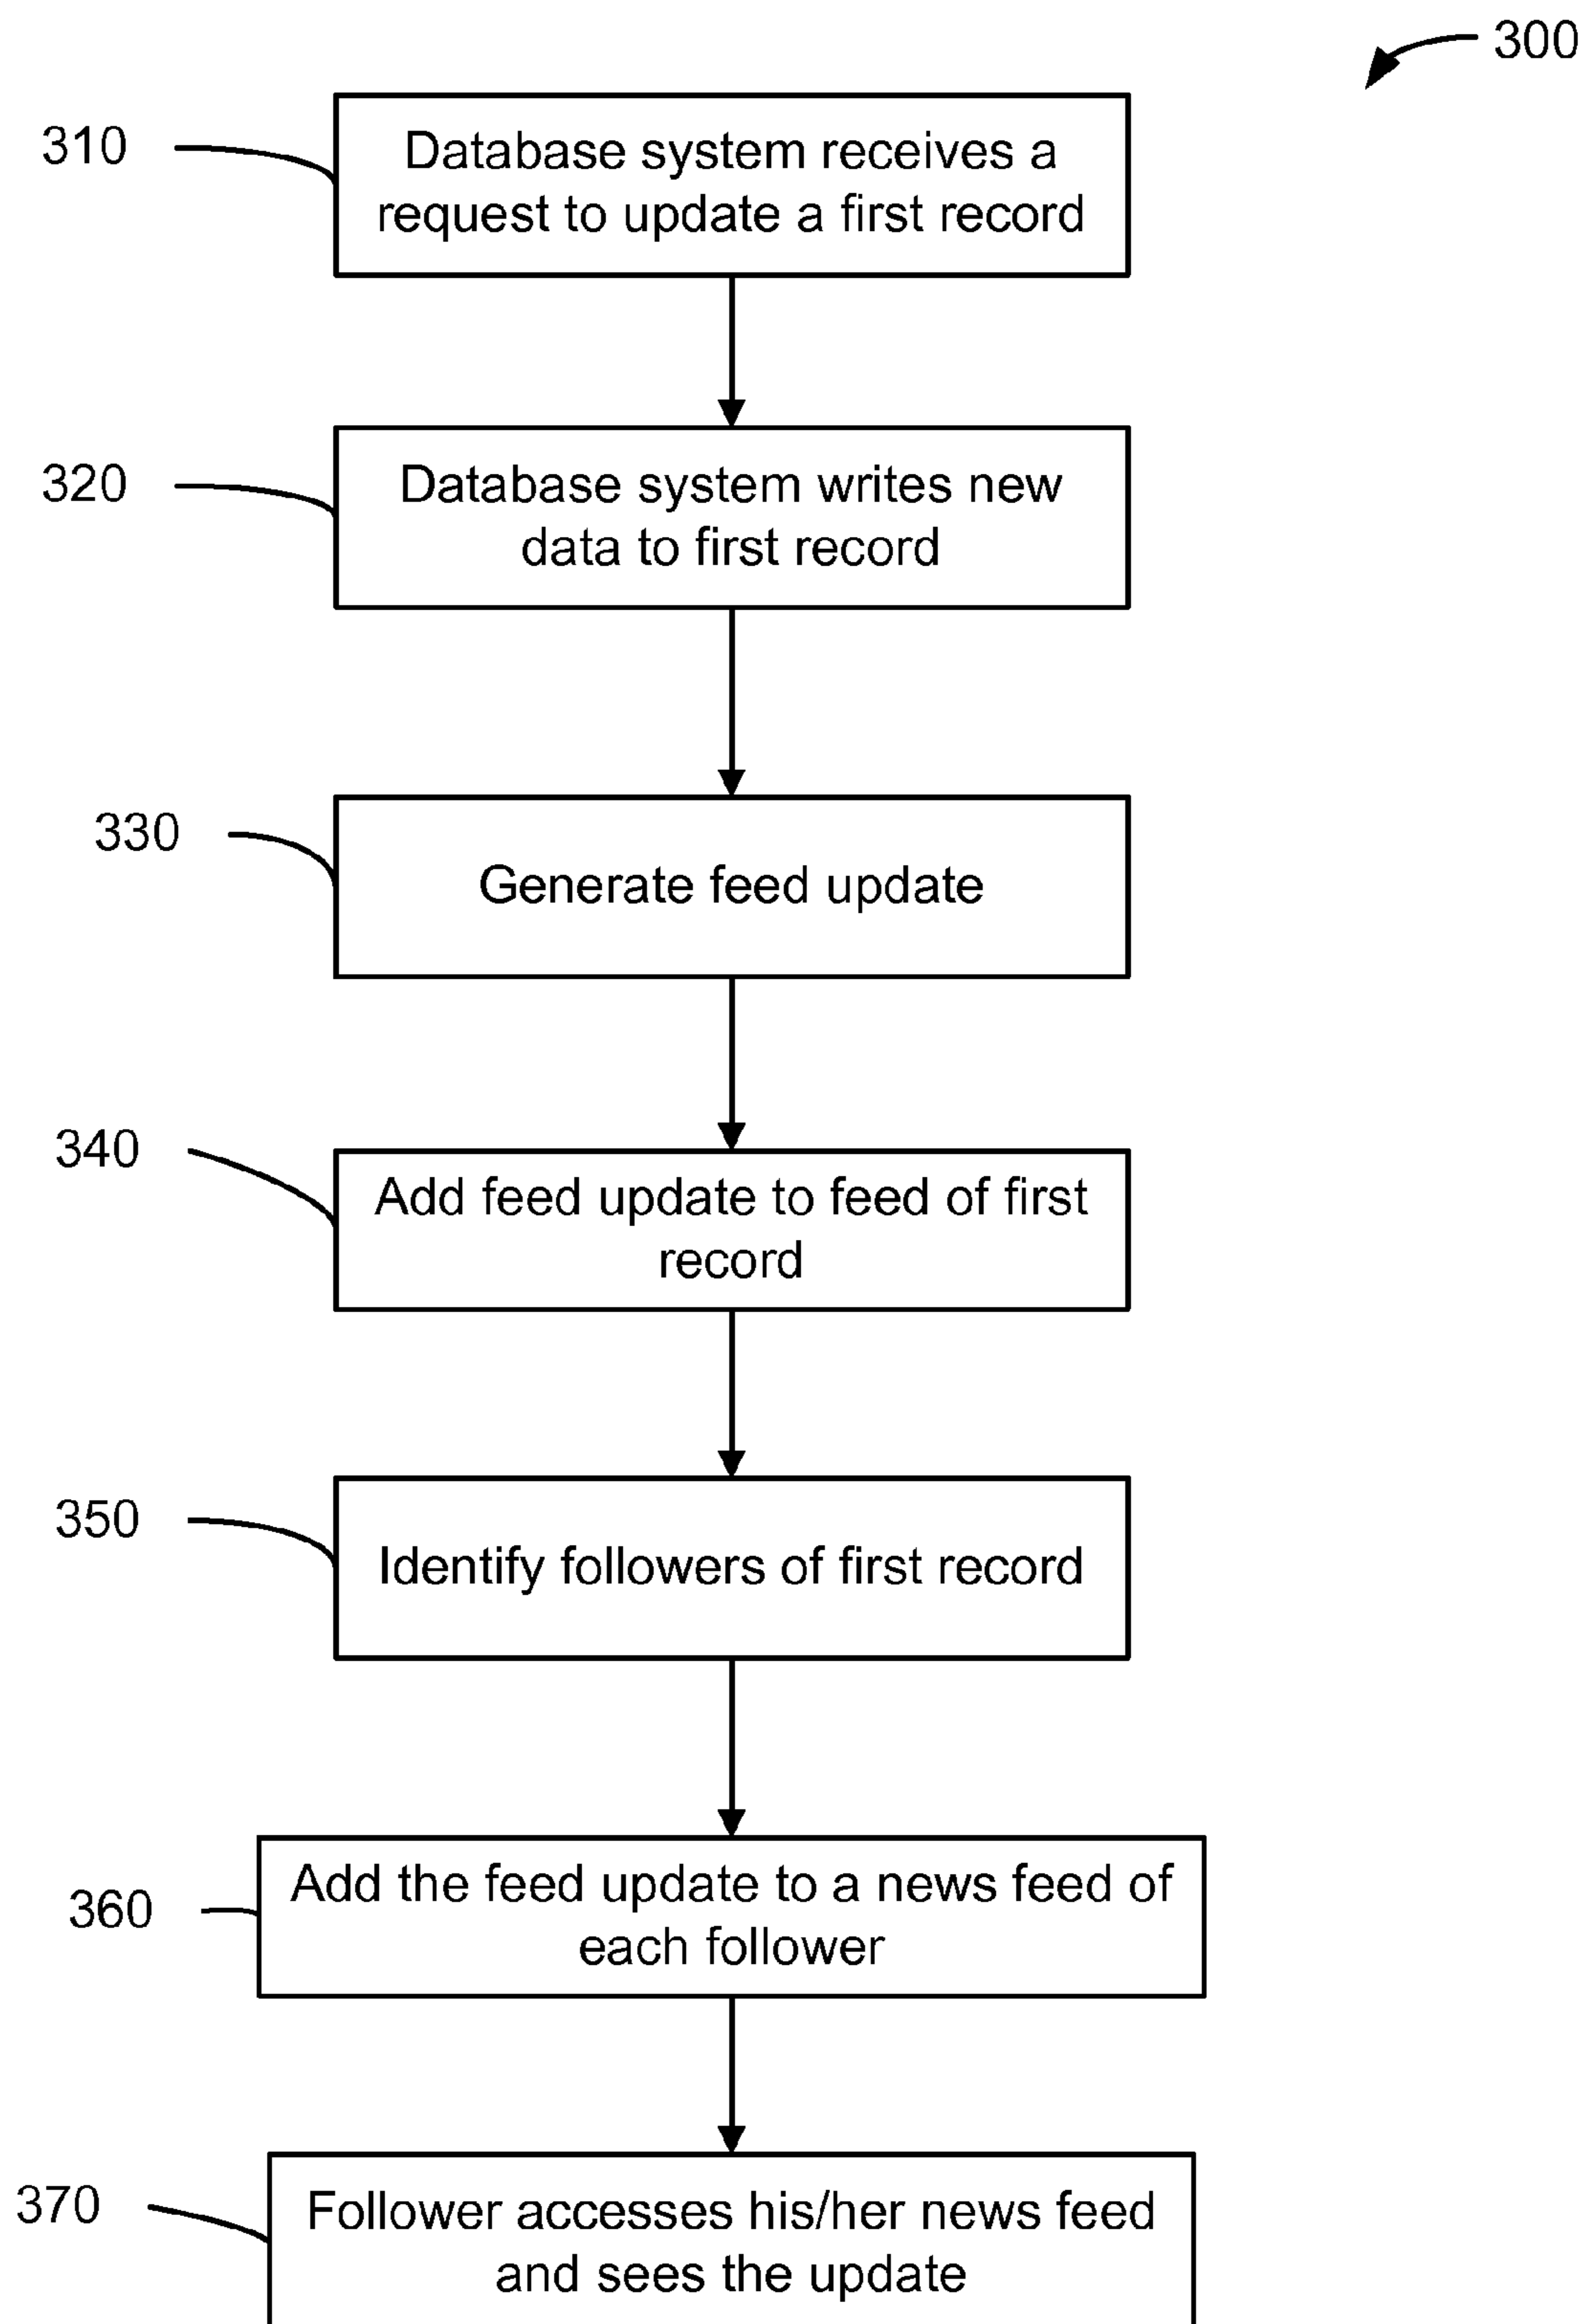 300
310
Database system receives a
request to update a first record
320
Database system writes new
data to first record
330
Generate feed update
340
Add feed update to feed of first
record
350
Identify followers of first record
360
Add the feed update to a news feed of
each follower
370
Follower accesses his/her news feed
and sees the update